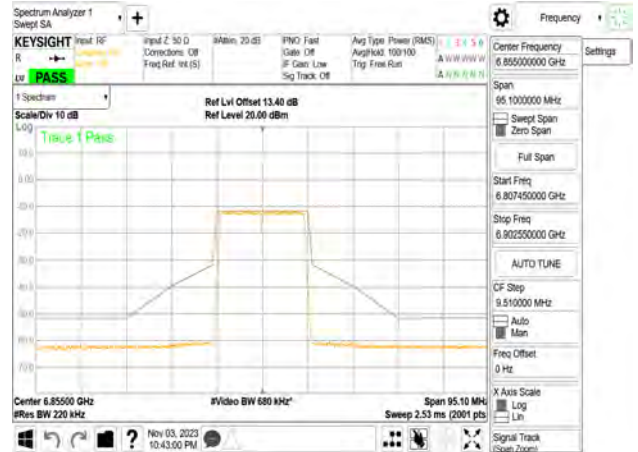 Spectrum Analyzer 1
Swept SA
+
Frequency
KEYSIGHT
Input: RF
Input Z: 50 Ω
Corrections: Off
Freq Ref: Int (S)
#Atten: 20 dB
PNO: Fast
Gate: Off
IF Gain: Low
Sig Track: Off
Avg Type: Power (RMS)
Avg|Hold: 100/100
Trig: Free Run
R
LV PASS
1 Spectrum
Scale/Div 10 dB
Ref Lvl Offset 13.40 dB
Ref Level 20.00 dBm
Log
Trace 1 Pass
Center 6.85500 GHz
#Res BW 220 kHz
#Video BW 680 kHz*
Span 95.10 MHz
Sweep 2.53 ms (2001 pts
Center Frequency
6.855000000 GHz
Settings
Span
95.1000000 MHz
Swept Span
Zero Span
Full Span
Start Freq
6.807450000 GHz
Stop Freq
6.902550000 GHz
AUTO TUNE
CF Step
9.510000 MHz
Auto
Man
Freq Offset
0 Hz
X Axis Scale
Log
Lin
Signal Track
(Span Zoom)
Nov 03, 2023
10:43:00 PM
?